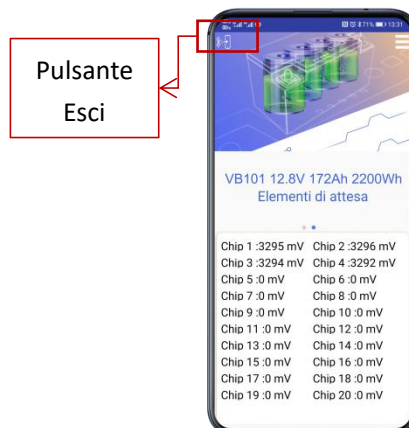 Pulsante
Esci
71% 13:31
VB101 12.8V 172Ah 2200Wh
Elementi di attesa
Chip 1 :3295 mV Chip 2 :3296 mV
Chip 3 :3294 mV Chip 4 :3292 mV
Chip 5 :0 mV Chip 6 :0 mV
Chip 7 :0 mV Chip 8 :0 mV
Chip 9 :0 mV Chip 10 :0 mV
Chip 11 :0 mV Chip 12 :0 mV
Chip 13 :0 mV Chip 14 :0 mV
Chip 15 :0 mV Chip 16 :0 mV
Chip 17 :0 mV Chip 18 :0 mV
Chip 19 :0 mV Chip 20 :0 mV